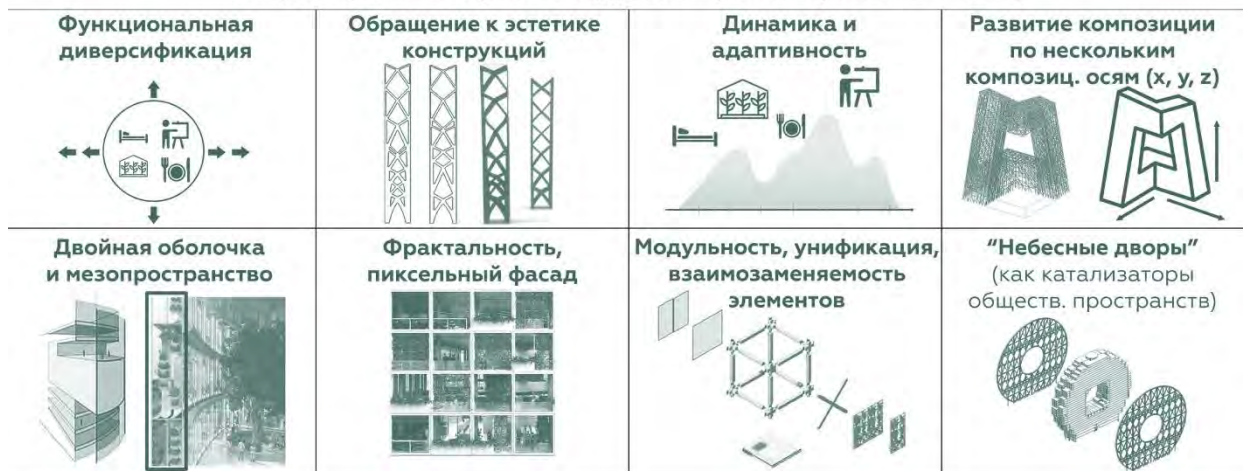 Функциональная
диверсификация
Обращение к эстетике
конструкций
Динамика и
адаптивность
Развитие композиции
по нескольким
композиц. осям (x, y, z)
Двойная оболочка
и мезопространство
Фрактальность,
пиксельный фасад
Модульность, унификация,
взаимозаменяемость
элементов
“Небесные дворы”
(как катализаторы
обществ. пространств)